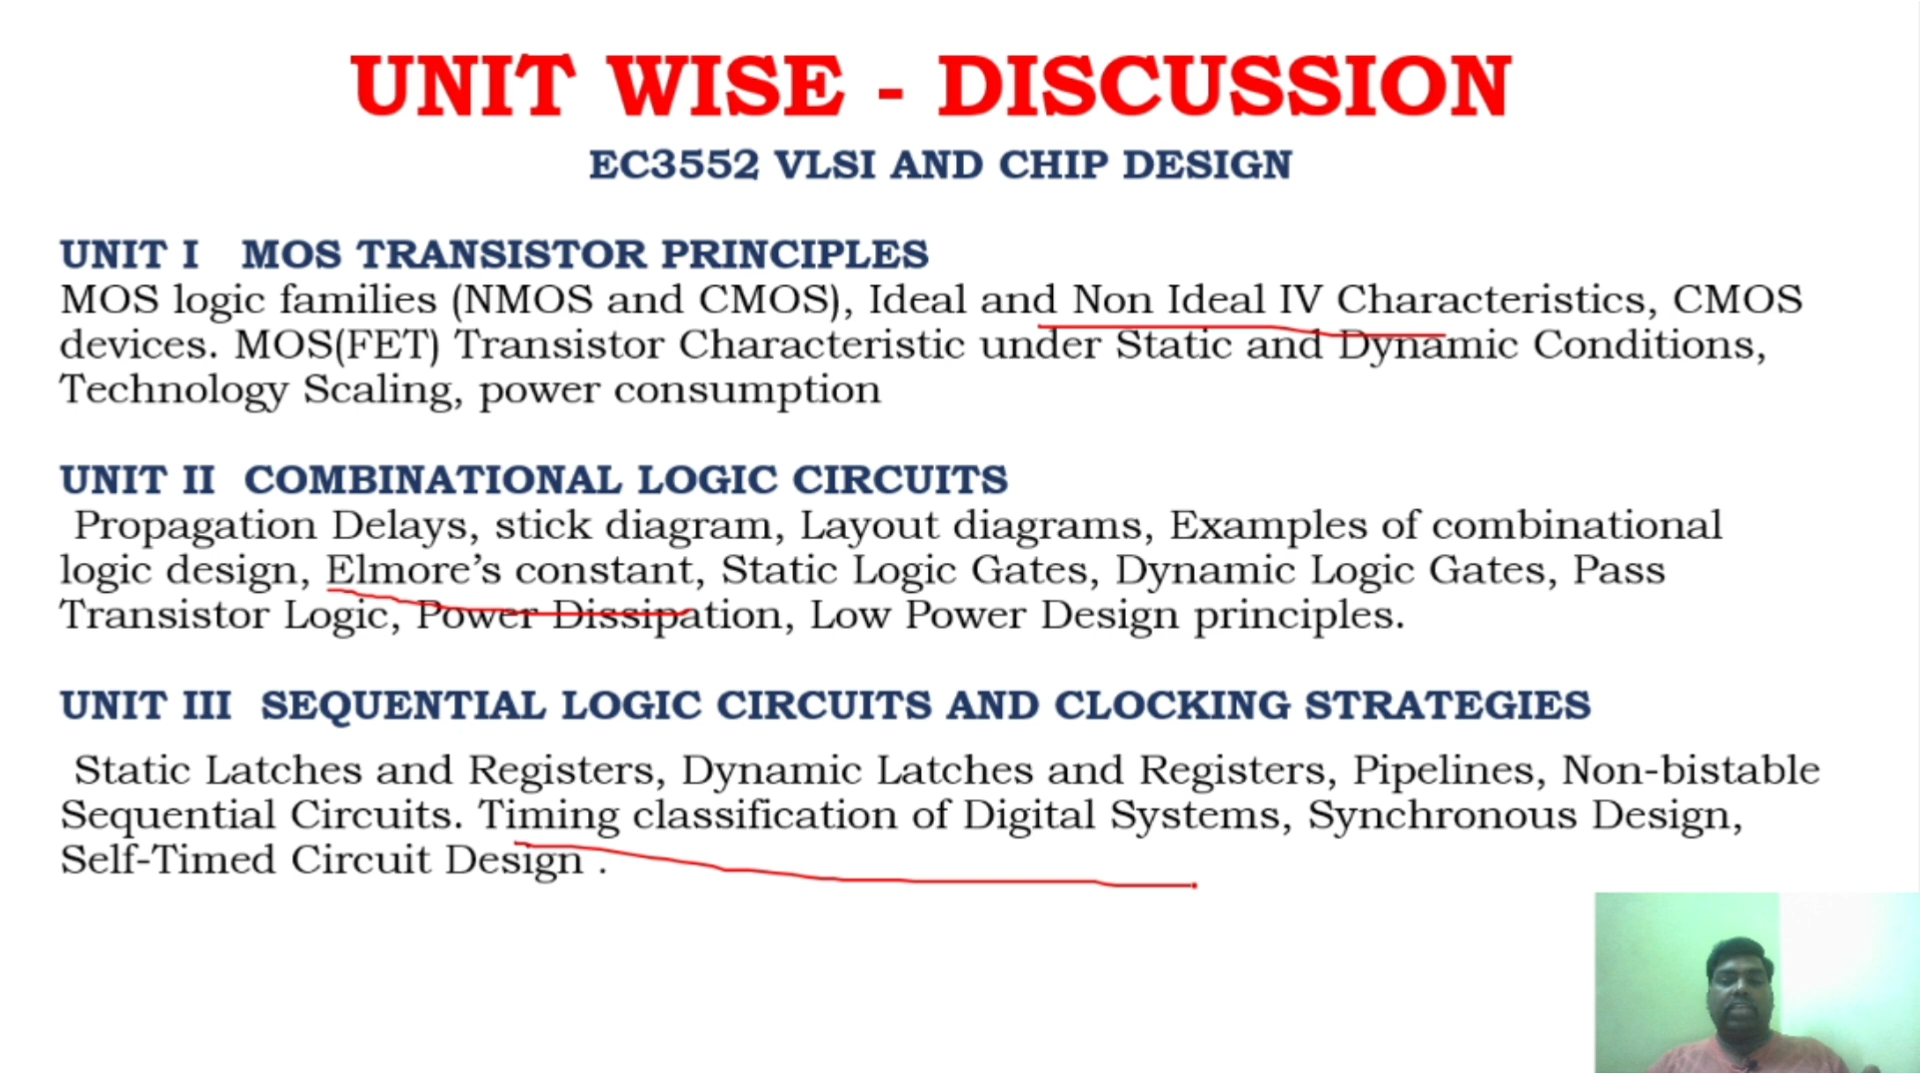 UNIT WISE - DISCUSSION
EC3552 VLSI AND CHIP DESIGN
UNIT I MOS TRANSISTOR PRINCIPLES
MOS logic families (NMOS and CMOS), Ideal and Non Ideal IV Characteristics, CMOS
devices. MOS(FET) Transistor Characteristic under Static and Dynamic Conditions,
Technology Scaling, power consumption
UNIT II COMBINATIONAL LOGIC CIRCUITS
Propagation Delays, stick diagram, Layout diagrams, Examples of combinational
logic design, Elmore’s constant, Static Logic Gates, Dynamic Logic Gates, Pass
Transistor Logic, Power Dissipation, Low Power Design principles.
UNIT III SEQUENTIAL LOGIC CIRCUITS AND CLOCKING STRATEGIES
Static Latches and Registers, Dynamic Latches and Registers, Pipelines, Non-bistable
Sequential Circuits. Timing classification of Digital Systems, Synchronous Design,
Self-Timed Circuit Design .